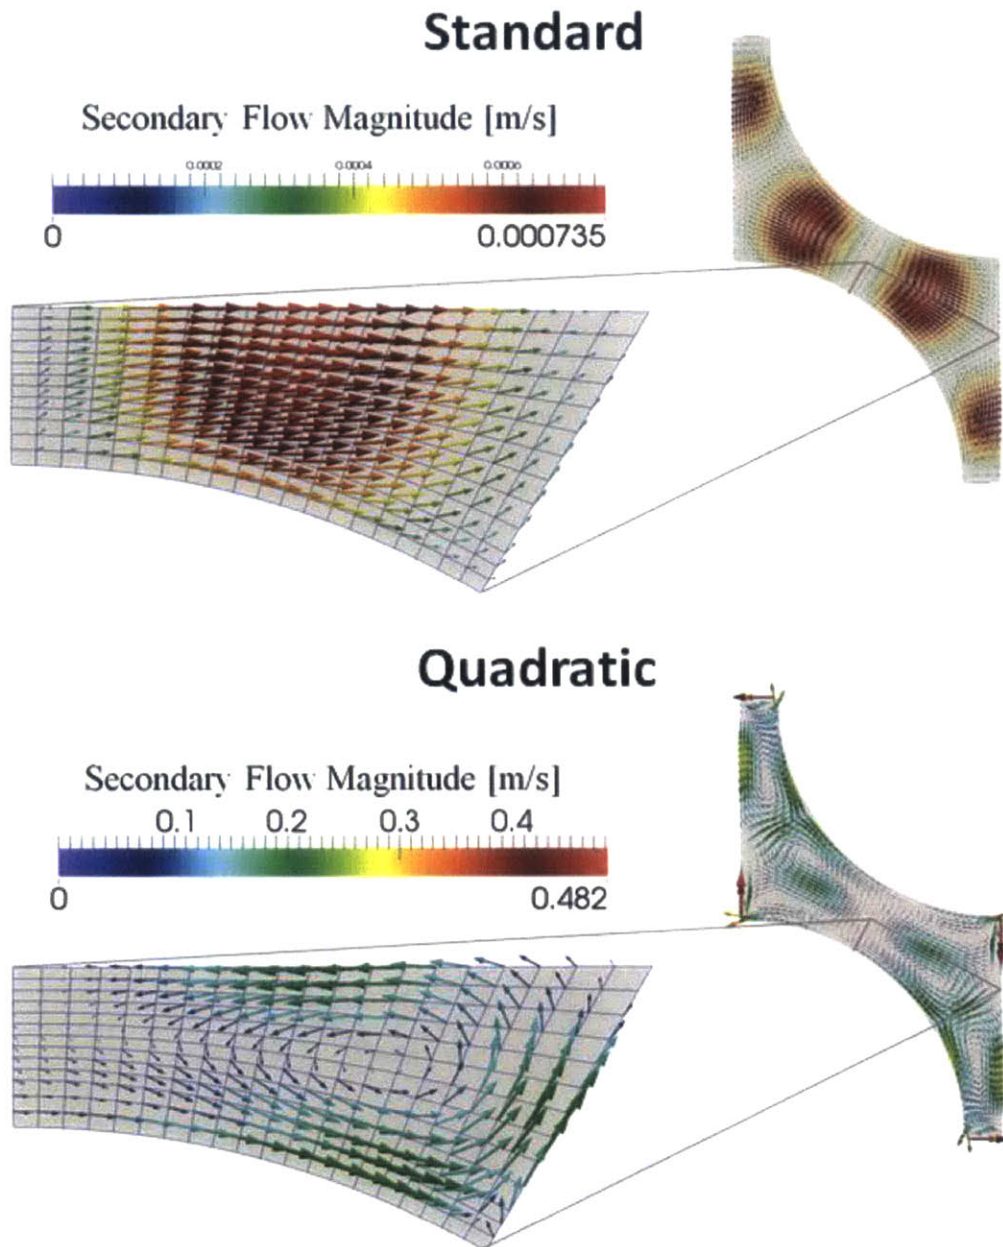 Standard
Secondary Flow Magnitude [m/s]
0.0002 0.0004 0.0006
0 0.000735
Quadratic
Secondary Flow Magnitude [m/s]
0.1 0.2 0.3 0.4
0 0.482